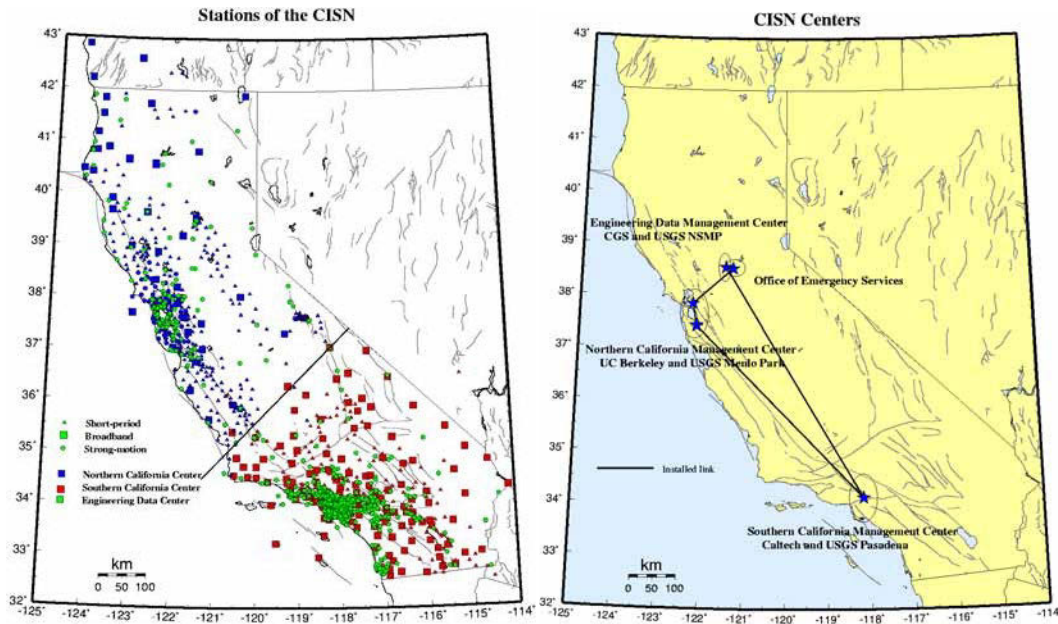 Stations of the CISN
43˚
42˚
41˚
40˚
39˚
38˚
37˚
36˚
35˚
34˚
33˚
32˚
Short-period
Broadband
Strong-motion
Northern California Center
Southern California Center
Engineering Data Center
km
0 50 100
-125˚ -124˚ -123˚ -122˚ -121˚ -120˚ -119˚ -118˚ -117˚ -116˚ -115˚ -114˚
CISN Centers
43˚
42˚
41˚
40˚
39˚
38˚
37˚
36˚
35˚
34˚
33˚
32˚
Engineering Data Management Center
CGS and USGS NSMP
Office of Emergency Services
Northern California Management Center
UC Berkeley and USGS Menlo Park
Installed link
Southern California Management Center
Caltech and USGS Pasadena
km
0 50 100
-125˚ -124˚ -123˚ -122˚ -121˚ -120˚ -119˚ -118˚ -117˚ -116˚ -115˚ -114˚